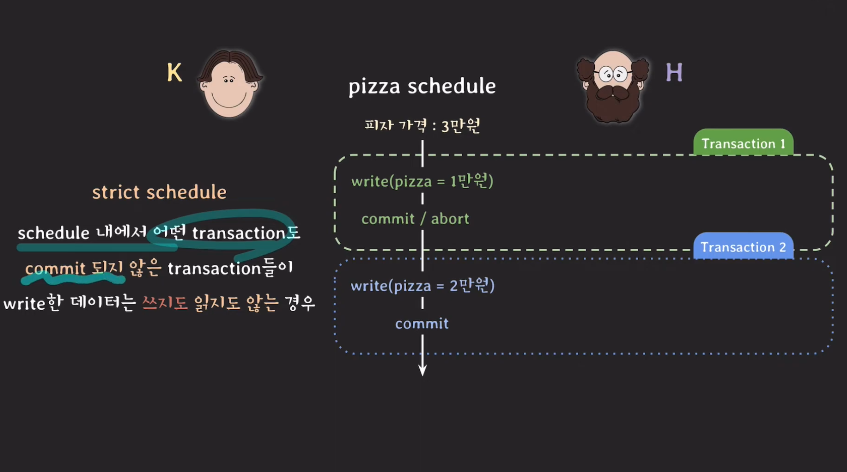 K
H
pizza schedule
피자 가격 : 3만원
Transaction 1
write(pizza = 1만원)
commit / abort
strict schedule
schedule 내에서 어떤 transaction도
commit 되지 않은 transaction들이
write한 데이터는 쓰지도 읽지도 않는 경우
Transaction 2
write(pizza = 2만원)
commit